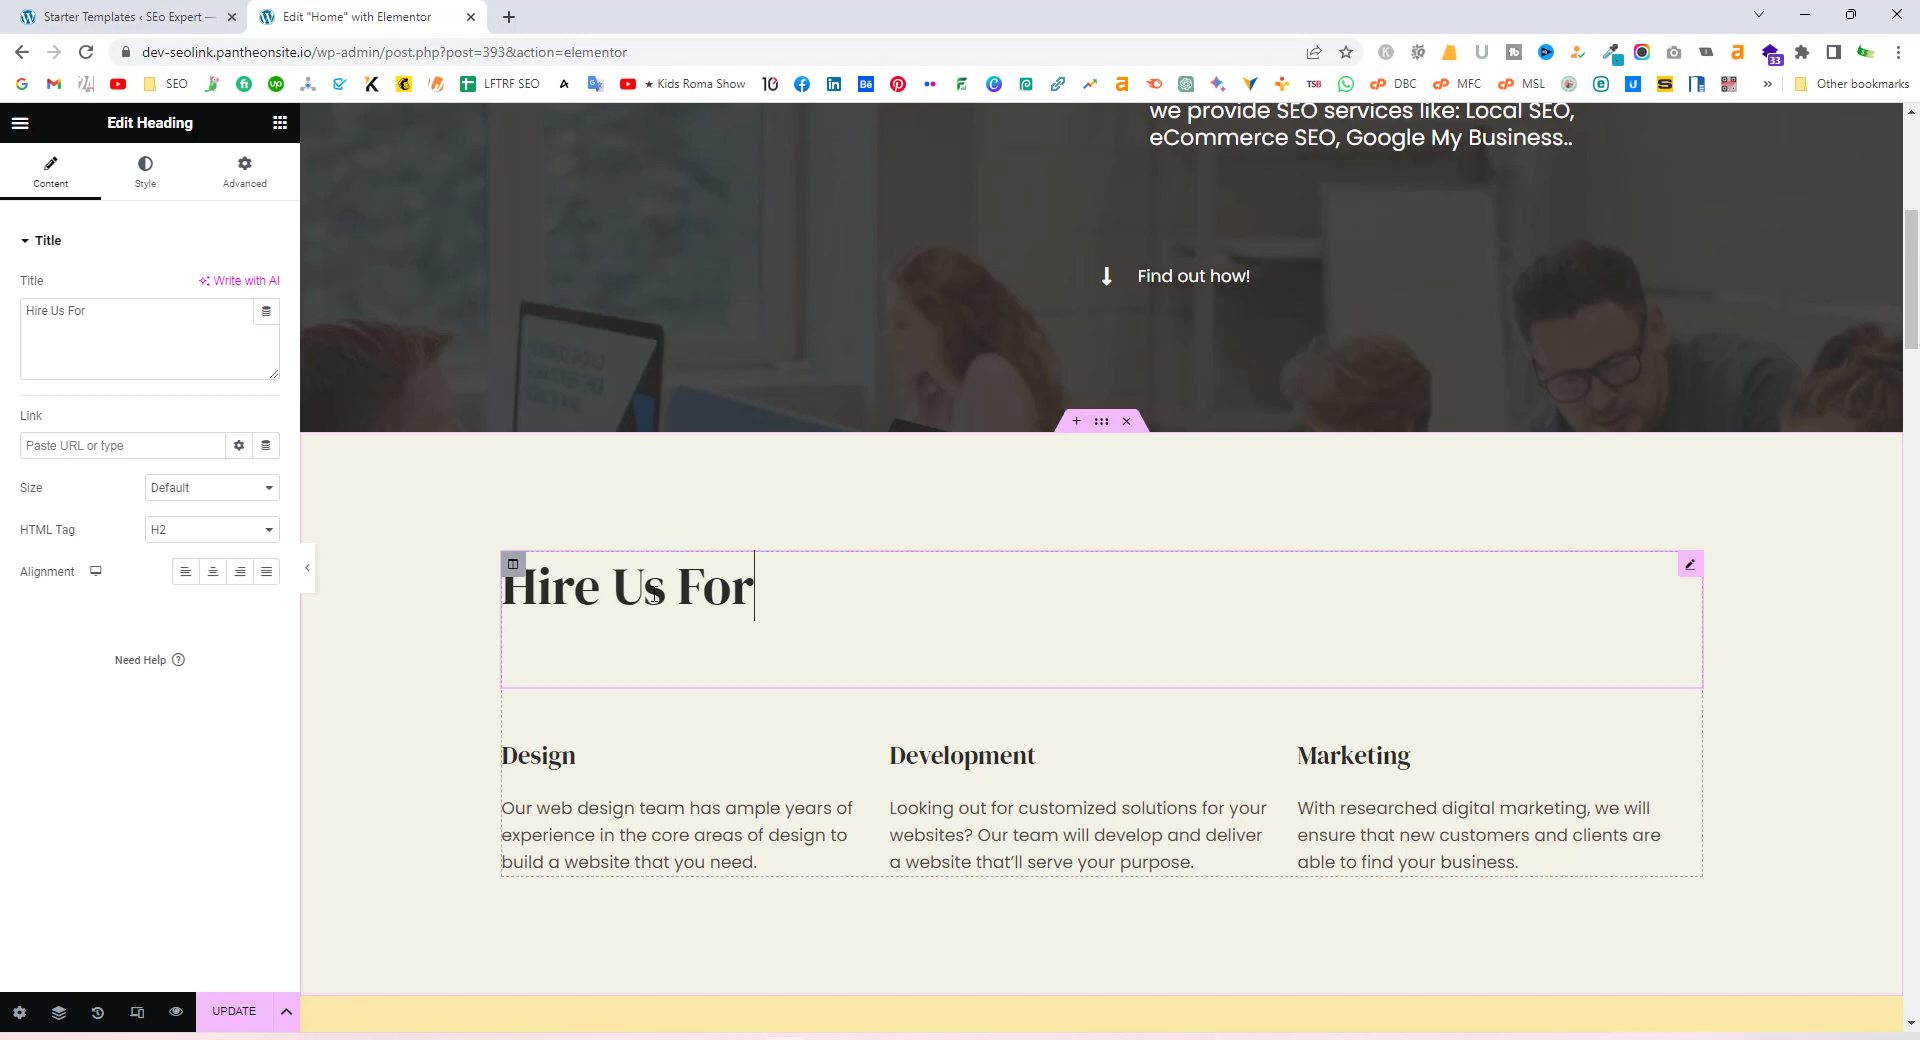 Starter Templates ‹ SEo Expert —
Edit "Home" with Elementor
dev-seolink.pantheonsite.io/wp-admin/post.php?post=393&action=elementor
33
SEO
LFTRF SEO
★ Kids Roma Show
10
TSB
DBC
MFC
MSL
»
Other bookmarks
Edit Heading
Content
Style
Advanced
Title
Title
Write with AI
Hire Us For
Link
Paste URL or type
Size
Default
HTML Tag
H2
Alignment
Need Help
UPDATE
we provide SEO services like: Local SEO,
eCommerce SEO, Google My Business..
Find out how!
Hire Us For
Design
Our web design team has ample years of
experience in the core areas of design to
build a website that you need.
Development
Looking out for customized solutions for your
websites? Our team will develop and deliver
a website that’ll serve your purpose.
Marketing
With researched digital marketing, we will
ensure that new customers and clients are
able to find your business.